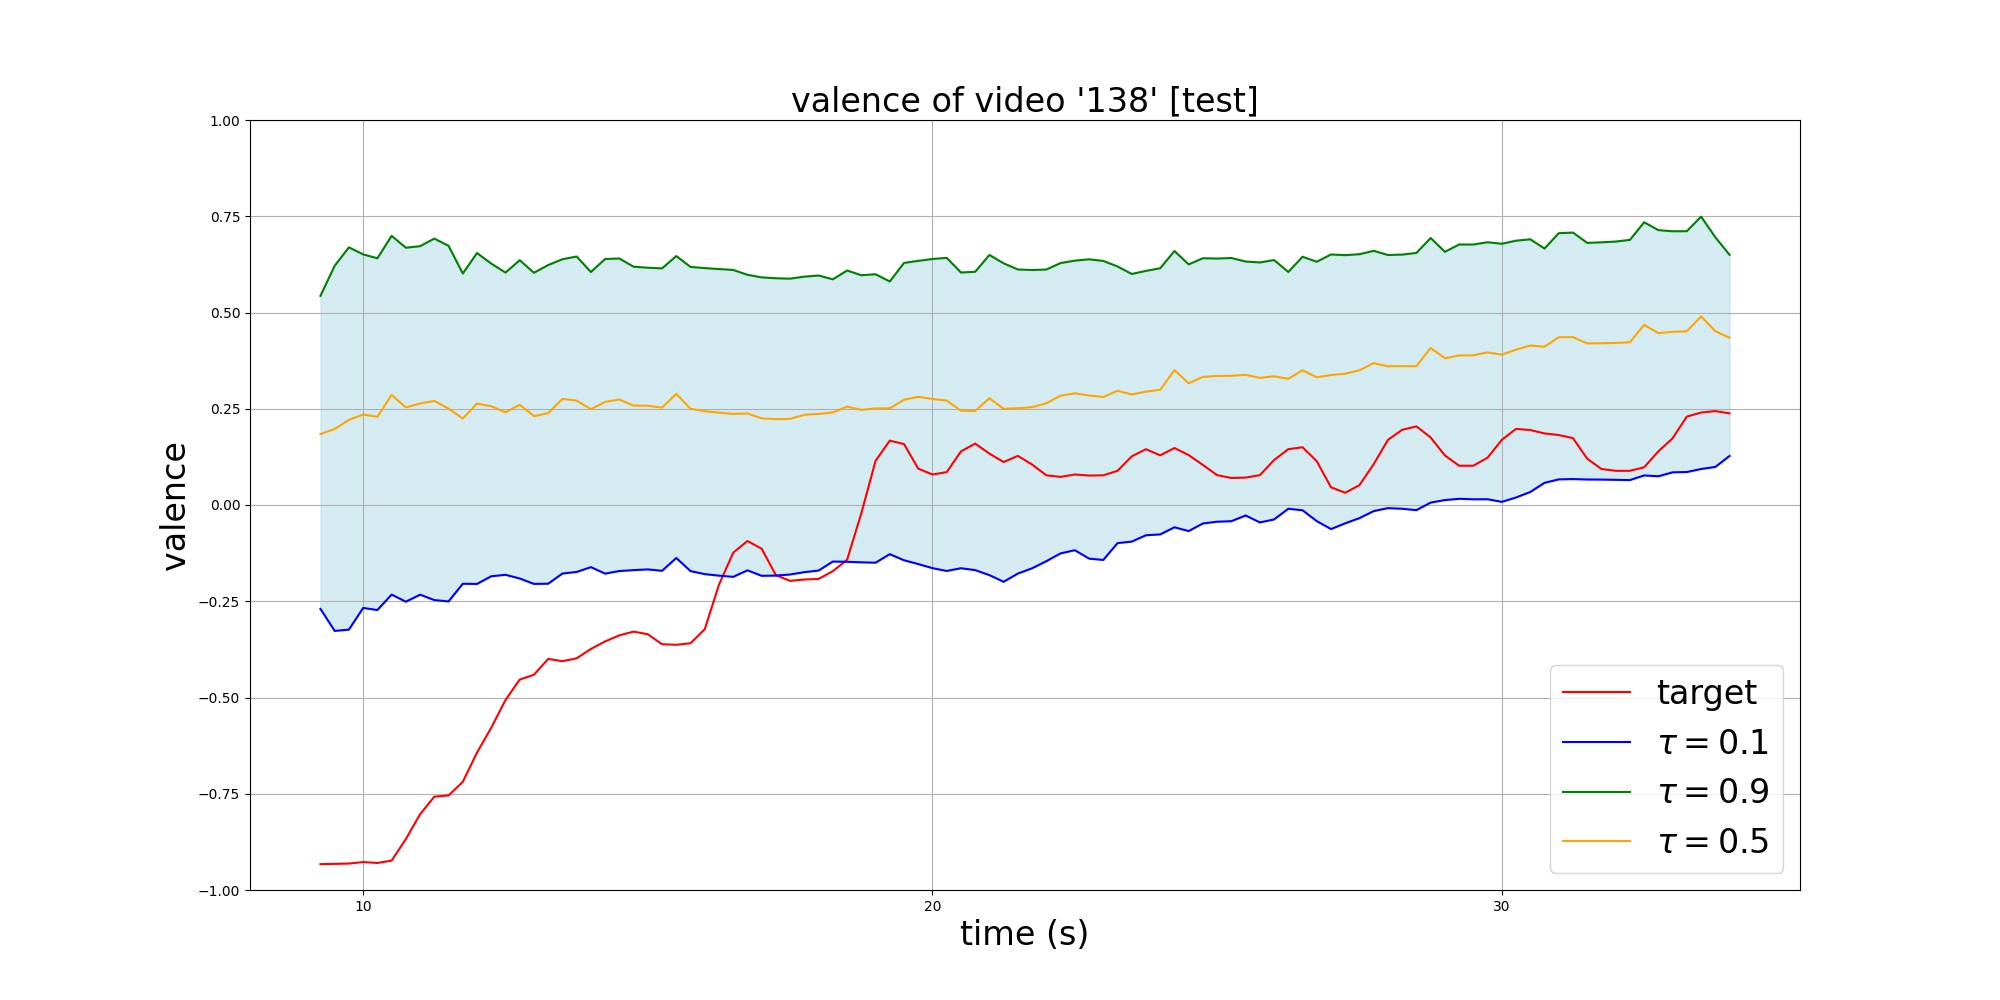 valence of video '138' [test]
1.00
0.75
0.50
0.25
0.00
−0.25
−0.50
−0.75
−1.00
valence
10
20
30
time (s)
target
τ = 0.1
τ = 0.9
τ = 0.5